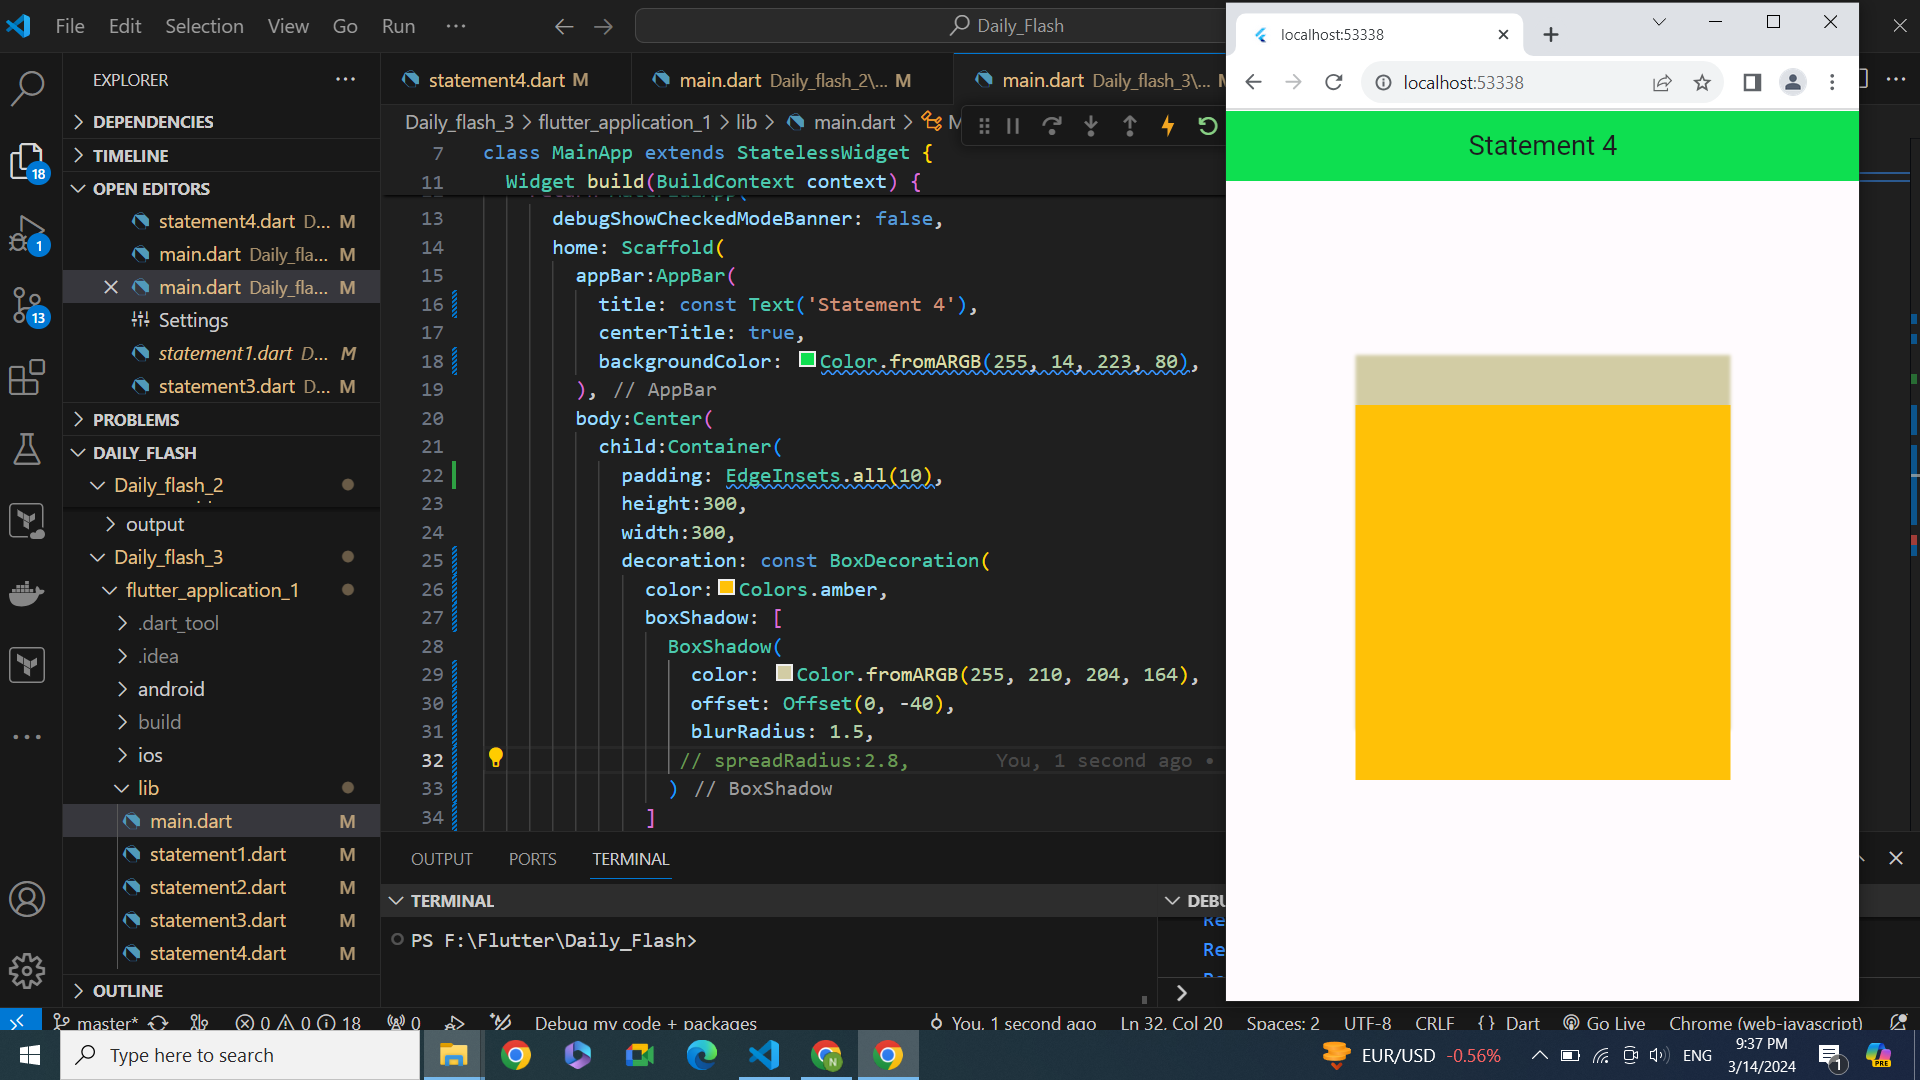 File Edit Selection View Go Run ···
Daily_Flash
EXPLORER
DEPENDENCIES
TIMELINE
OPEN EDITORS
statement4.dart D... M
main.dart Daily_fla... M
main.dart Daily_fla... M
Settings
statement1.dart D... M
statement3.dart D... M
PROBLEMS
DAILY_FLASH
Daily_flash_2
output
Daily_flash_3
flutter_application_1
.dart_tool
.idea
android
build
ios
lib
main.dart M
statement1.dart M
statement2.dart M
statement3.dart M
statement4.dart M
OUTLINE
18
1
13
statement4.dart M
main.dart Daily_flash_2\... M
main.dart Daily_flash_3\...
Daily_flash_3 > flutter_application_1 > lib > main.dart >
7 class MainApp extends StatelessWidget {
11 Widget build(BuildContext context) {
13 debugShowCheckedModeBanner: false,
14 home: Scaffold(
15 appBar:AppBar(
16 title: const Text('Statement 4'),
17 centerTitle: true,
18 backgroundColor: Color.fromARGB(255, 14, 223, 80),
19 ), // AppBar
20 body:Center(
21 child:Container(
22 padding: EdgeInsets.all(10),
23 height:300,
24 width:300,
25 decoration: const BoxDecoration(
26 color: Colors.amber,
27 boxShadow: [
28 BoxShadow(
29 color: Color.fromARGB(255, 210, 204, 164),
30 offset: Offset(0, -40),
31 blurRadius: 1.5,
32 // spreadRadius:2.8, You, 1 second ago •
33 ) // BoxShadow
34 ]
OUTPUT PORTS TERMINAL
TERMINAL
PS F:\Flutter\Daily_Flash>
DEBU
Re
Re
localhost:53338
localhost:53338
Statement 4
master* 0 0 18 0 Debug my code + packages You, 1 second ago Ln 32, Col 20 Spaces: 2 UTF-8 CRLF {} Dart Go Live Chrome (web-javascript)
Type here to search
N
EUR/USD -0.56%
ENG
9:37 PM
3/14/2024
1
PRE